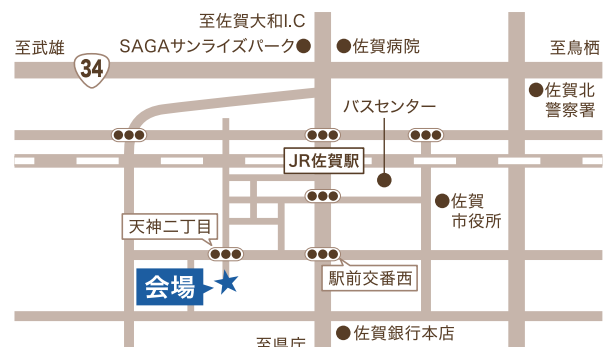 至佐賀大和I.C
至武雄
SAGAサンライズパーク
佐賀病院
至鳥栖
34
佐賀北
警察署
バスセンター
JR佐賀駅
佐賀
市役所
天神二丁目
会場
駅前交番西
佐賀銀行本店
至県庁